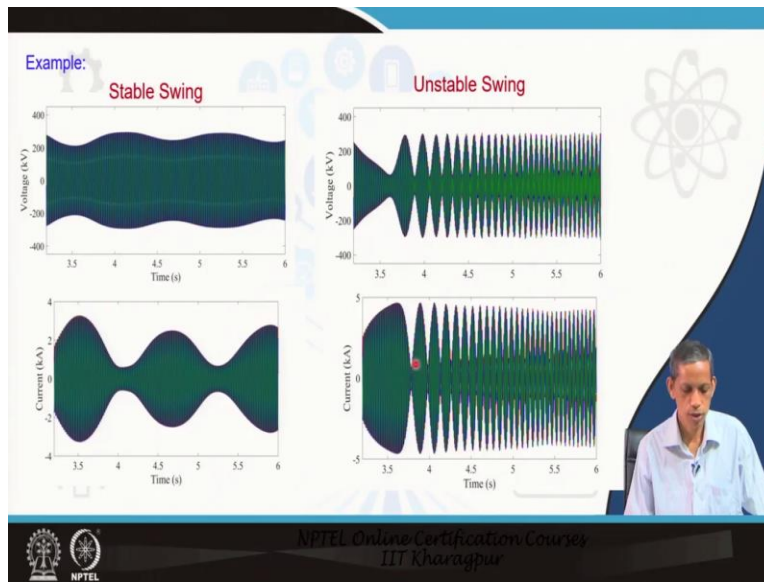 Example:
Stable Swing
Unstable Swing
400
200
0
-200
-400
Voltage (kV)
3.5 4 4.5 5 5.5 6
Time (s)
400
200
0
-200
-400
Voltage (kV)
3.5 4 4.5 5 5.5 6
Time (s)
4
2
0
-2
-4
Current (kA)
3.5 4 4.5 5 5.5 6
Time (s)
5
0
-5
Current (kA)
3.5 4 4.5 5 5.5 6
Time (s)
NPTEL Online Certification Courses
IIT Kharagpur
NPTEL